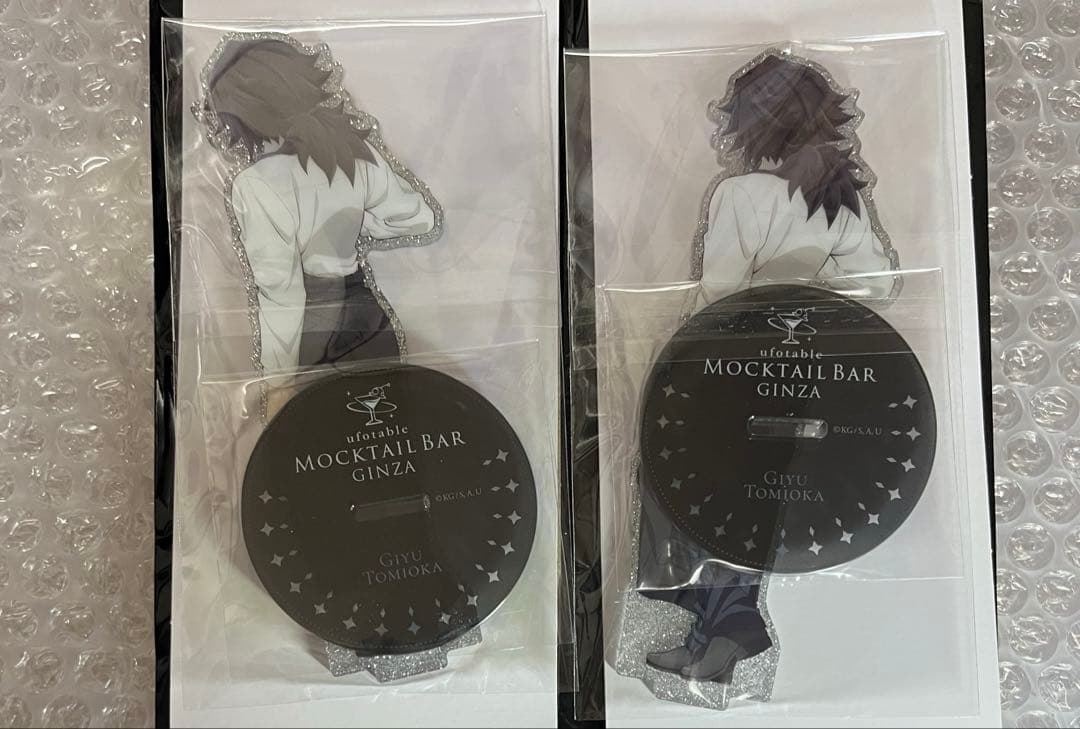 ufotable
MOCKTAIL BAR
GINZA
©KG/S, A, U
GIYU
TOMIOKA
ufotable
MOCKTAIL BAR
GINZA
©KG/S, A, U
GIYU
TOMIOKA